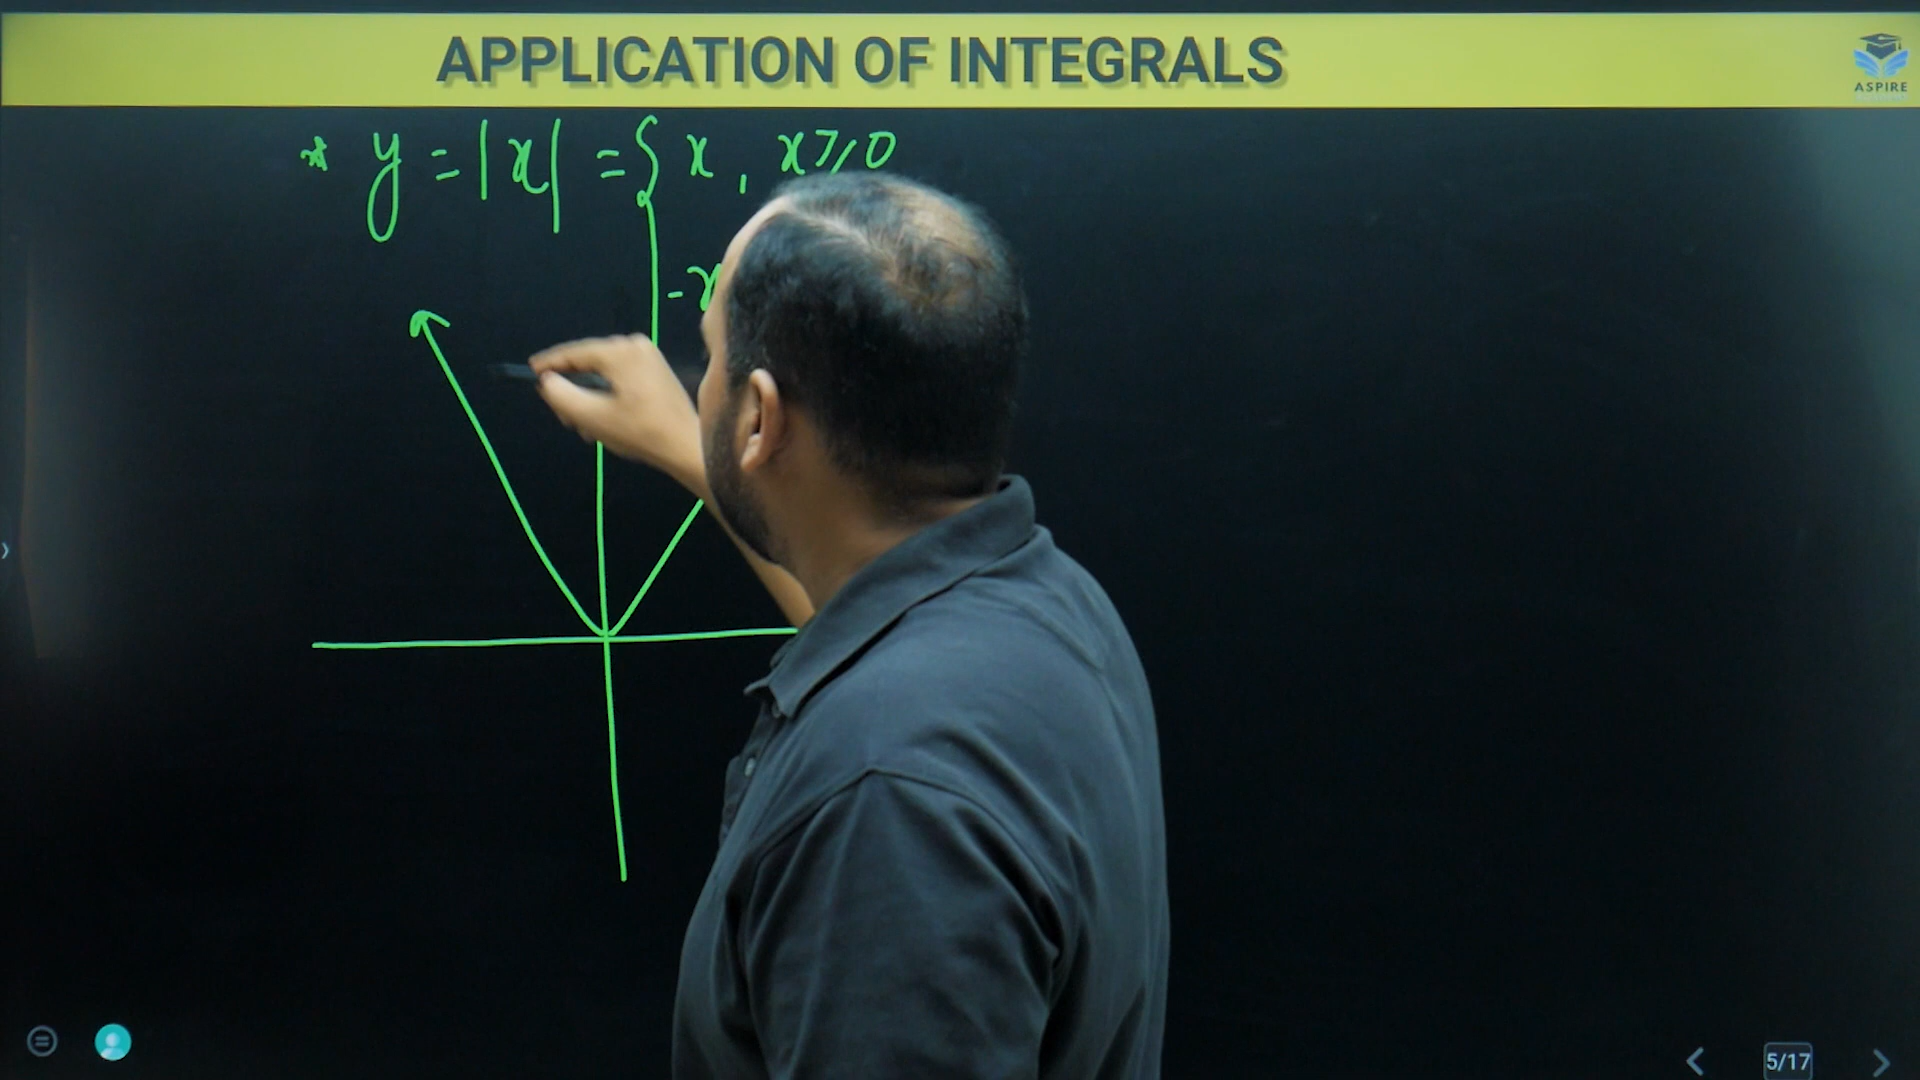 APPLICATION OF INTEGRALS
ASPIRE
* y = |x| = { x , x ≥ 0
-x
5/17